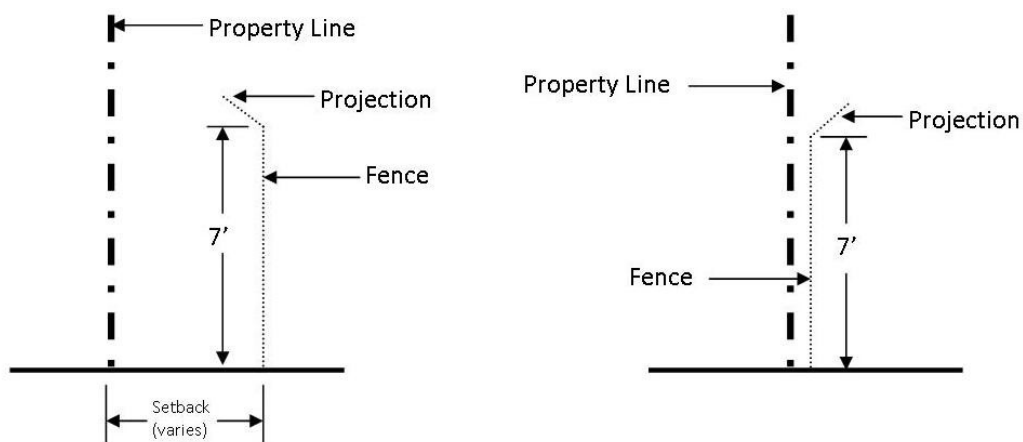 Property Line
Projection
Fence
7’
Setback
(varies)
Property Line
Projection
7’
Fence